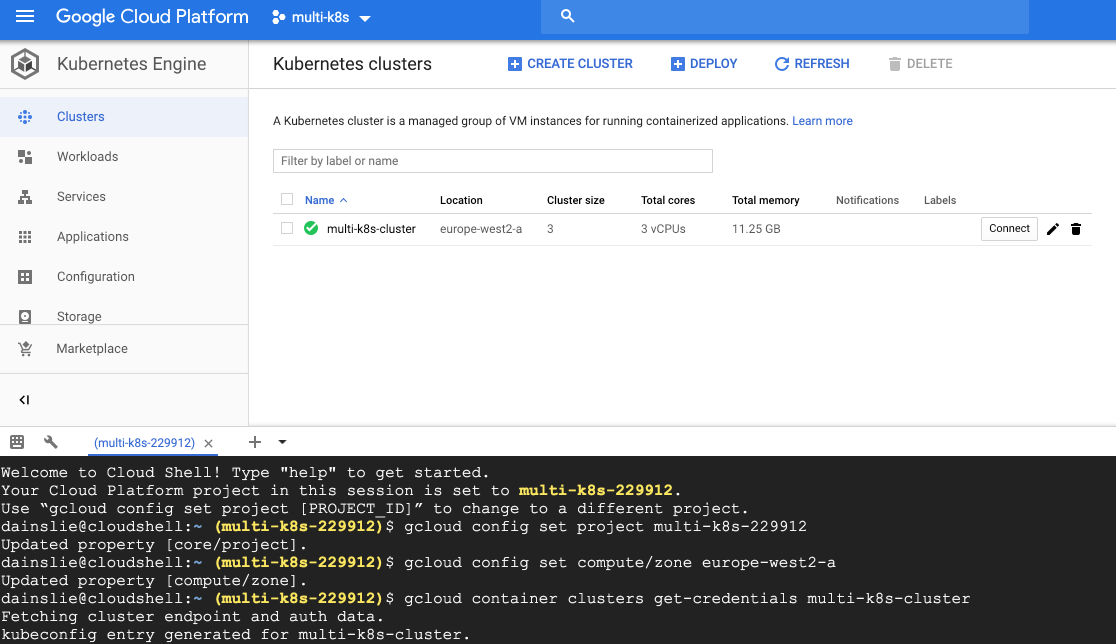 Google Cloud Platform multi-k8s
Kubernetes Engine
Kubernetes clusters CREATE CLUSTER DEPLOY REFRESH DELETE
Clusters
Workloads
Services
Applications
Configuration
Storage
Marketplace
A Kubernetes cluster is a managed group of VM instances for running containerized applications. Learn more
Filter by label or name
Name Location Cluster size Total cores Total memory Notifications Labels
multi-k8s-cluster europe-west2-a 3 3 vCPUs 11.25 GB Connect
(multi-k8s-229912)
Welcome to Cloud Shell! Type "help" to get started.
Your Cloud Platform project in this session is set to multi-k8s-229912.
Use “gcloud config set project [PROJECT_ID]” to change to a different project.
dainslie@cloudshell:~ (multi-k8s-229912)$ gcloud config set project multi-k8s-229912
Updated property [core/project].
dainslie@cloudshell:~ (multi-k8s-229912)$ gcloud config set compute/zone europe-west2-a
Updated property [compute/zone].
dainslie@cloudshell:~ (multi-k8s-229912)$ gcloud container clusters get-credentials multi-k8s-cluster
Fetching cluster endpoint and auth data.
kubeconfig entry generated for multi-k8s-cluster.